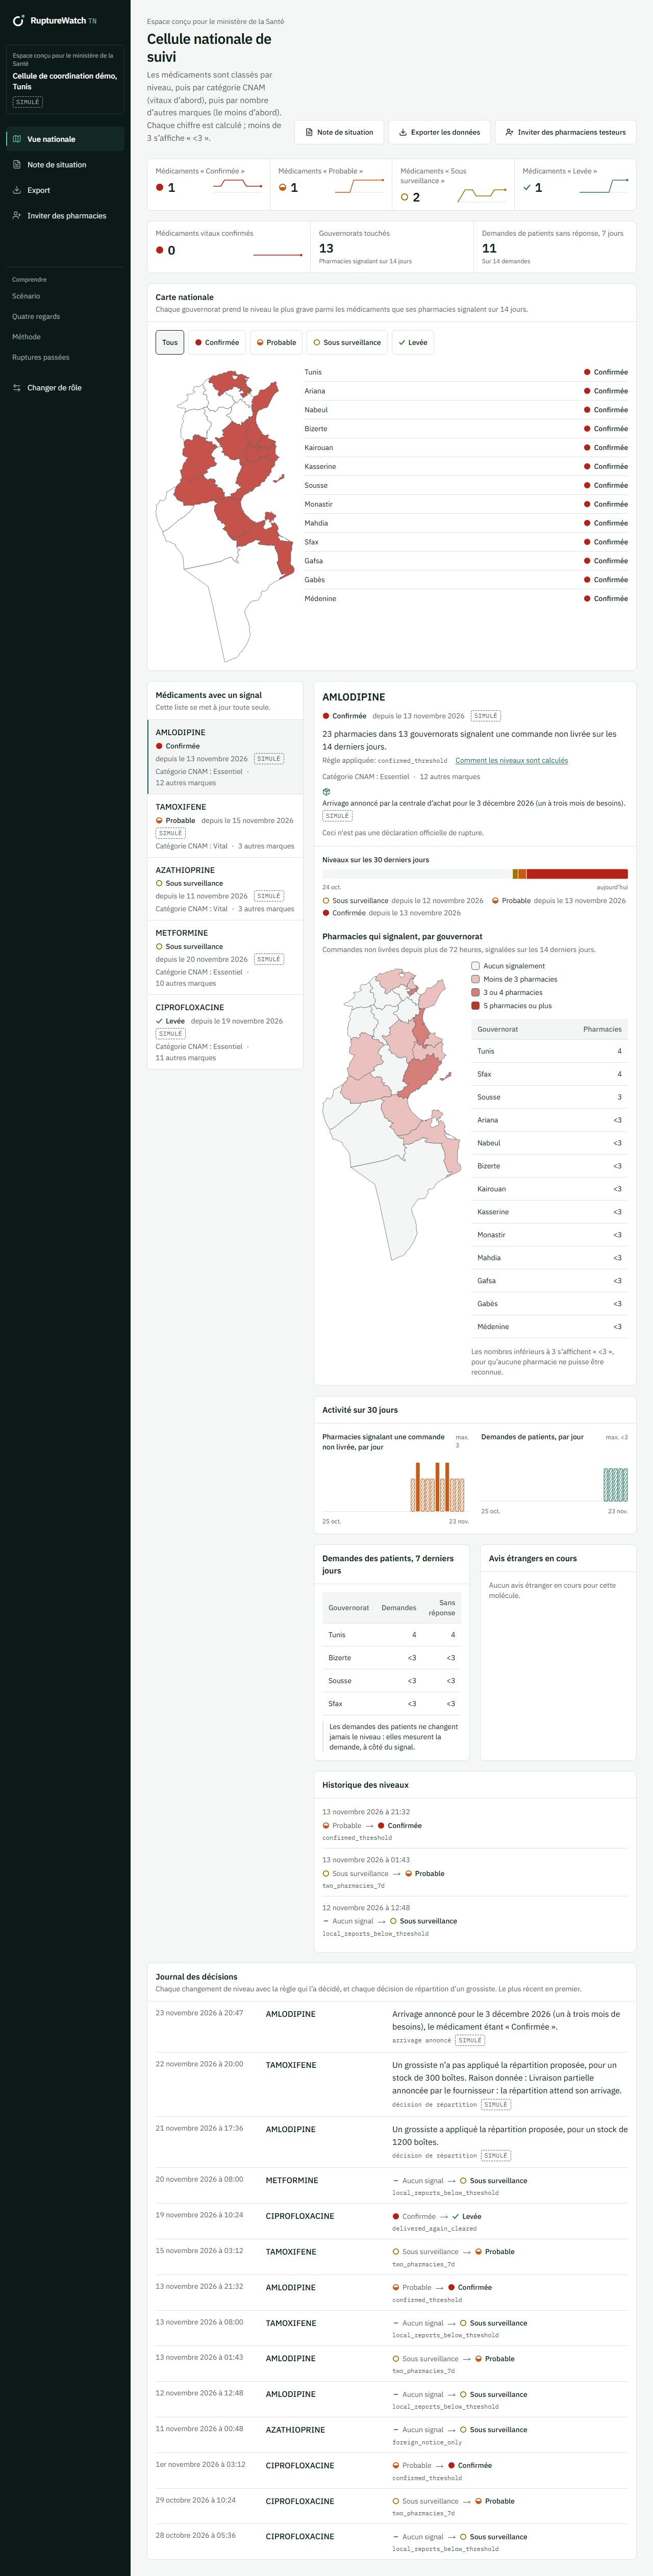 RuptureWatch TN
Espace conçu pour le ministère de la
Santé
Cellule de coordination démo,
Tunis
SIMULÉ
Vue nationale
Note de situation
Export
Inviter des pharmacies
Comprendre
Scénario
Quatre regards
Méthode
Ruptures passées
Changer de rôle
Espace conçu pour le ministère de la Santé
Cellule nationale de
suivi
Les médicaments sont classés par
niveau, puis par catégorie CNAM
(vitaux d’abord), puis par nombre
d’autres marques (le moins d’abord).
Chaque chiffre est calculé ; moins de
3 s’affiche « <3 ».
Note de situation
Exporter les données
Inviter des pharmaciens testeurs
Médicaments « Confirmée »
1
Médicaments « Probable »
1
Médicaments « Sous
surveillance »
2
Médicaments « Levée »
1
Médicaments vitaux confirmés
0
Gouvernorats touchés
13
Pharmacies signalant sur 14 jours
Demandes de patients sans réponse, 7 jours
11
Sur 14 demandes
Carte nationale
Chaque gouvernorat prend le niveau le plus grave parmi les médicaments que ses pharmacies signalent sur 14 jours.
Tous
Confirmée
Probable
Sous surveillance
Levée
Tunis Confirmée
Ariana Confirmée
Nabeul Confirmée
Bizerte Confirmée
Kairouan Confirmée
Kasserine Confirmée
Sousse Confirmée
Monastir Confirmée
Mahdia Confirmée
Sfax Confirmée
Gafsa Confirmée
Gabès Confirmée
Médenine Confirmée
Médicaments avec un signal
Cette liste se met à jour toute seule.
AMLODIPINE
Confirmée
depuis le 13 novembre 2026 SIMULÉ
Catégorie CNAM : Essentiel ·
12 autres marques
TAMOXIFENE
Probable depuis le 15 novembre 2026
SIMULÉ
Catégorie CNAM : Vital · 3 autres marques
AZATHIOPRINE
Sous surveillance
depuis le 11 novembre 2026 SIMULÉ
Catégorie CNAM : Vital · 3 autres marques
METFORMINE
Sous surveillance
depuis le 20 novembre 2026 SIMULÉ
Catégorie CNAM : Essentiel ·
10 autres marques
CIPROFLOXACINE
Levée depuis le 19 novembre 2026
SIMULÉ
Catégorie CNAM : Essentiel ·
11 autres marques
AMLODIPINE
Confirmée depuis le 13 novembre 2026 SIMULÉ
23 pharmacies dans 13 gouvernorats signalent une commande non livrée sur les
14 derniers jours.
Règle appliquée: confirmed_threshold Comment les niveaux sont calculés
Catégorie CNAM : Essentiel · 12 autres marques
Arrivage annoncé par la centrale d’achat pour le 3 décembre 2026 (un à trois mois de besoins).
SIMULÉ
Ceci n’est pas une déclaration officielle de rupture.
Niveaux sur les 30 derniers jours
24 oct. aujourd’hui
Sous surveillance depuis le 12 novembre 2026 Probable depuis le 13 novembre 2026
Confirmée depuis le 13 novembre 2026
Pharmacies qui signalent, par gouvernorat
Commandes non livrées depuis plus de 72 heures, signalées sur les 14 derniers jours.
Aucun signalement
Moins de 3 pharmacies
3 ou 4 pharmacies
5 pharmacies ou plus
Gouvernorat Pharmacies
Tunis 4
Sfax 4
Sousse 3
Ariana <3
Nabeul <3
Bizerte <3
Kairouan <3
Kasserine <3
Monastir <3
Mahdia <3
Gafsa <3
Gabès <3
Médenine <3
Les nombres inférieurs à 3 s’affichent « <3 »,
pour qu’aucune pharmacie ne puisse être
reconnue.
Activité sur 30 jours
Pharmacies signalant une commande
non livrée, par jour
max.
3
25 oct. 23 nov.
Demandes de patients, par jour max. <3
25 oct. 23 nov.
Demandes des patients, 7 derniers
jours
Gouvernorat Demandes Sans
réponse
Tunis 4 4
Bizerte <3 <3
Sousse <3 <3
Sfax <3 <3
Les demandes des patients ne changent
jamais le niveau : elles mesurent la
demande, à côté du signal.
Avis étrangers en cours
Aucun avis étranger en cours pour cette
molécule.
Historique des niveaux
13 novembre 2026 à 21:32
Probable → Confirmée
confirmed_threshold
13 novembre 2026 à 01:43
Sous surveillance → Probable
two_pharmacies_7d
12 novembre 2026 à 12:48
– Aucun signal → Sous surveillance
local_reports_below_threshold
Journal des décisions
Chaque changement de niveau avec la règle qui l’a décidé, et chaque décision de répartition d’un grossiste. Le plus récent en premier.
23 novembre 2026 à 20:47 AMLODIPINE Arrivage annoncé pour le 3 décembre 2026 (un à trois mois de
besoins), le médicament étant « Confirmée ».
arrivage annoncé SIMULÉ
22 novembre 2026 à 20:00 TAMOXIFENE Un grossiste n’a pas appliqué la répartition proposée, pour un
stock de 300 boîtes. Raison donnée : Livraison partielle
annoncée par le fournisseur : la répartition attend son arrivage.
décision de répartition SIMULÉ
21 novembre 2026 à 17:36 AMLODIPINE Un grossiste a appliqué la répartition proposée, pour un stock de
1200 boîtes.
décision de répartition SIMULÉ
20 novembre 2026 à 08:00 METFORMINE – Aucun signal → Sous surveillance
local_reports_below_threshold
19 novembre 2026 à 10:24 CIPROFLOXACINE Confirmée → Levée
delivered_again_cleared
15 novembre 2026 à 03:12 TAMOXIFENE Sous surveillance → Probable
two_pharmacies_7d
13 novembre 2026 à 21:32 AMLODIPINE Probable → Confirmée
confirmed_threshold
13 novembre 2026 à 08:00 TAMOXIFENE – Aucun signal → Sous surveillance
local_reports_below_threshold
13 novembre 2026 à 01:43 AMLODIPINE Sous surveillance → Probable
two_pharmacies_7d
12 novembre 2026 à 12:48 AMLODIPINE – Aucun signal → Sous surveillance
local_reports_below_threshold
11 novembre 2026 à 00:48 AZATHIOPRINE – Aucun signal → Sous surveillance
foreign_notice_only
1er novembre 2026 à 03:12 CIPROFLOXACINE Probable → Confirmée
confirmed_threshold
29 octobre 2026 à 10:24 CIPROFLOXACINE Sous surveillance → Probable
two_pharmacies_7d
28 octobre 2026 à 05:36 CIPROFLOXACINE – Aucun signal → Sous surveillance
local_reports_below_threshold